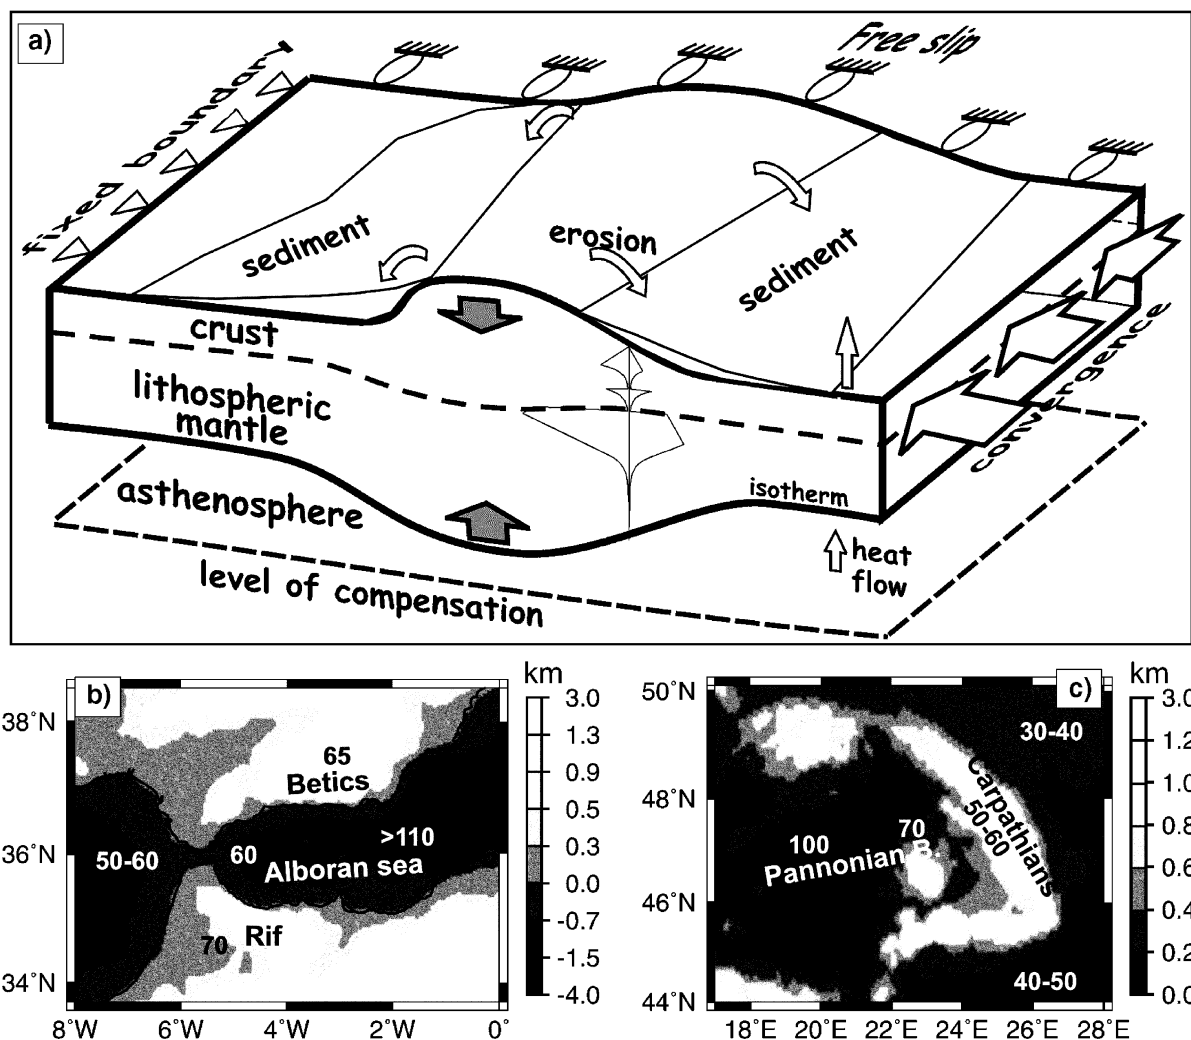 a)
Free slip
fixed boundary
sediment
erosion
sediment
crust
lithospheric
mantle
asthenosphere
isotherm
heat
flow
convergence
level of compensation
b)
km
38°N
36°N
34°N
8°W
6°W
4°W
2°W
0°
65
Betics
>110
50-60
60
Alboran sea
70
Rif
3.0
1.3
0.9
0.5
0.3
0.0
-0.7
-1.5
-4.0
c)
km
50°N
48°N
46°N
44°N
18°E
20°E
22°E
24°E
26°E
28°E
30-40
Carpathians
50-60
100
70
Pannonian B.
40-50
3.0
1.2
1.0
0.8
0.6
0.4
0.2
0.0